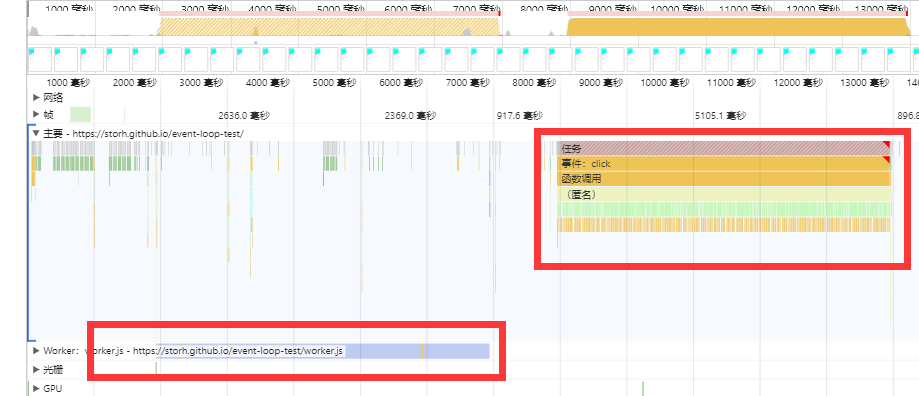 1000 毫秒 2000 毫秒 3000 毫秒 4000 毫秒 5000 毫秒 6000 毫秒 7000 毫秒 8000 毫秒 9000 毫秒 10000 毫秒 11000 毫秒 12000 毫秒 13000 毫秒
1000 毫秒 2000 毫秒 3000 毫秒 4000 毫秒 5000 毫秒 6000 毫秒 7000 毫秒 8000 毫秒 9000 毫秒 10000 毫秒 11000 毫秒 12000 毫秒 13000 毫秒
网络
帧 2636.0 毫秒 2369.0 毫秒 917.6 毫秒 5105.1 毫秒 896.8
主要 - https://storh.github.io/event-loop-test/
任务
事件：click
函数调用
（匿名）
Worker：worker.js - https://storh.github.io/event-loop-test/worker.js
光栅
GPU